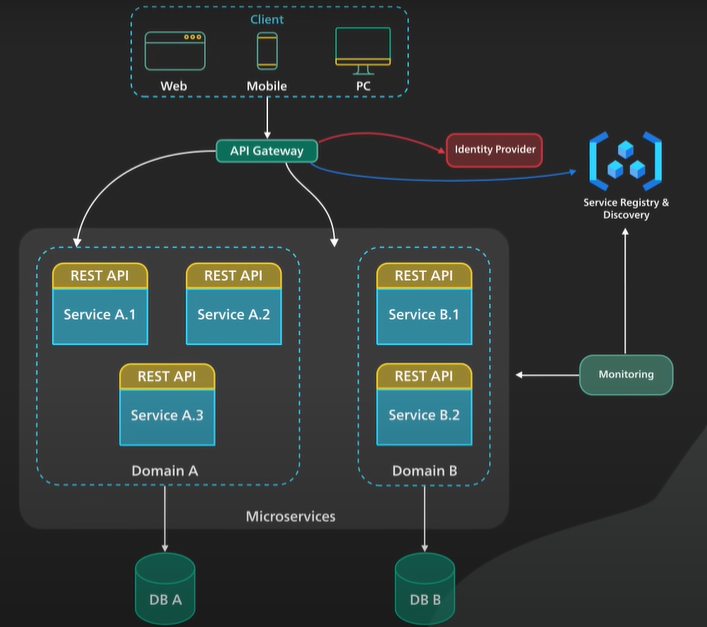 Client
Web
Mobile
PC
API Gateway
Identity Provider
Service Registry &
Discovery
REST API
Service A.1
REST API
Service A.2
REST API
Service B.1
REST API
Service A.3
REST API
Service B.2
Monitoring
Domain A
Domain B
Microservices
DB A
DB B